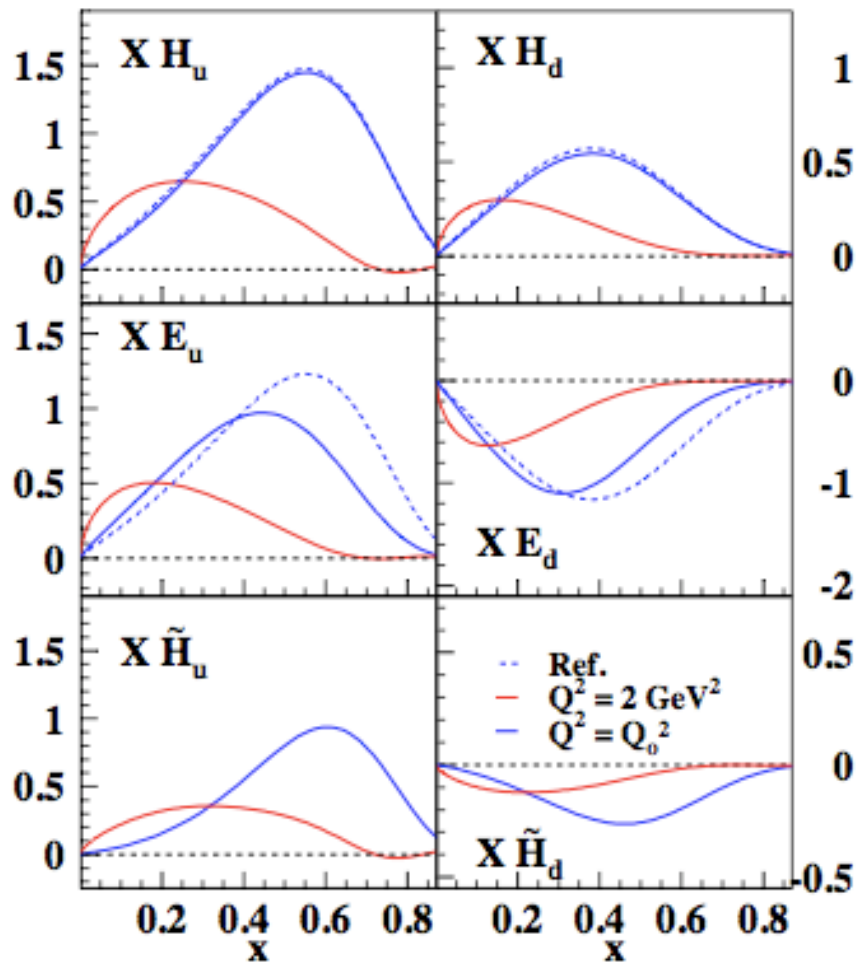 X H_u
1.5
1
0.5
0
X H_d
1
0.5
0
X E_u
1.5
1
0.5
0
X E_d
0
-1
-2
X H̃_u
1.5
1
0.5
0
0.2 0.4 0.6 0.8
x
Ref.
Q² = 2 GeV²
Q² = Q_o²
X H̃_d
0.5
0
-0.5
0.2 0.4 0.6 0.8
x